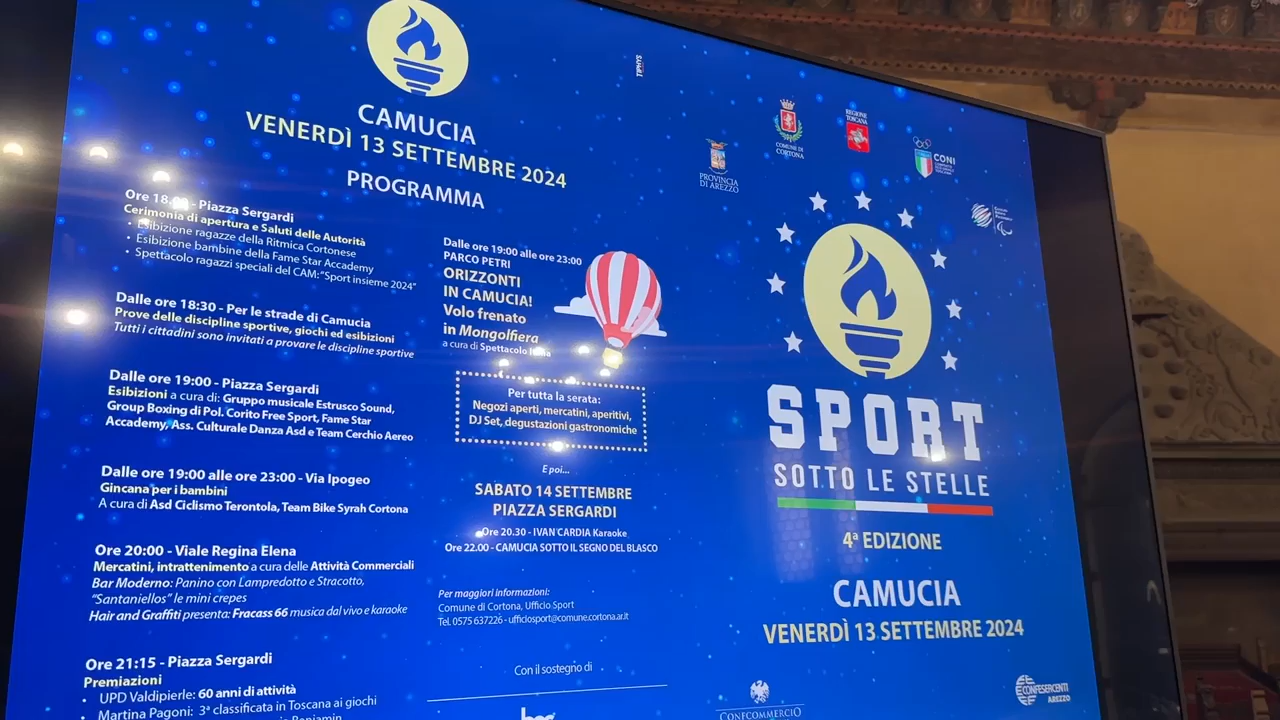 CAMUCIA
VENERDÌ 13 SETTEMBRE 2024
PROGRAMMA
Ore 18.00 - Piazza Sergardi
Cerimonia di apertura e Saluti delle Autorità
• Esibizione ragazze della Ritmica Cortonese
• Esibizione bambine della Fame Star Accademy
• Spettacolo ragazzi speciali del CAM: "Sport insieme 2024"
Dalle ore 18:30 - Per le strade di Camucia
Prove delle discipline sportive, giochi ed esibizioni
Tutti i cittadini sono invitati a provare le discipline sportive
Dalle ore 19:00 - Piazza Sergardi
Esibizioni a cura di: Gruppo musicale Estrusco Sound,
Group Boxing di Pol. Corito Free Sport, Fame Star
Accademy, Ass. Culturale Danza Asd e Team Cerchio Aereo
Dalle ore 19:00 alle ore 23:00 - Via Ipogeo
Gincana per i bambini
A cura di Asd Ciclismo Terontola, Team Bike Syrah Cortona
Ore 20:00 - Viale Regina Elena
Mercatini, intrattenimento a cura delle Attività Commerciali
Bar Moderno: Panino con Lampredotto e Stracotto,
"Santaniello" le mini crepes
Hair and Graffiti presenta: Fracass 66 musica dal vivo e karaoke
Ore 21:15 - Piazza Sergardi
Premiazioni
• UPD Valdipierle: 60 anni di attività
• Martina Pagoni: 3ª classificata in Toscana ai giochi
Dalle ore 19:00 alle ore 23:00
PARCO PETRI
ORIZZONTI
IN CAMUCIA!
Volo frenato
in Mongolfiera
a cura di Spettacolo
Per tutta la serata:
Negozi aperti, mercatini, aperitivi,
DJ Set, degustazioni gastronomiche
E poi...
SABATO 14 SETTEMBRE
PIAZZA SERGARDI
Ore 20.30 - IVAN CARDIA Karaoke
Ore 22.00 - CAMUCIA SOTTO IL SEGNO DEL BLASCO
Per maggiori informazioni:
Comune di Cortona, Ufficio Sport
Tel. 0575 637226 - ufficiosport@comune.cortona.ar.it
Con il sostegno di
TIPHYS
PROVINCIA
DI AREZZO
COMUNE DI
CORTONA
REGIONE
TOSCANA
CONI
SPORT
SOTTO LE STELLE
4ª EDIZIONE
CAMUCIA
VENERDÌ 13 SETTEMBRE 2024
CONFCOMMERCIO
CONFESERCENTI
AREZZO